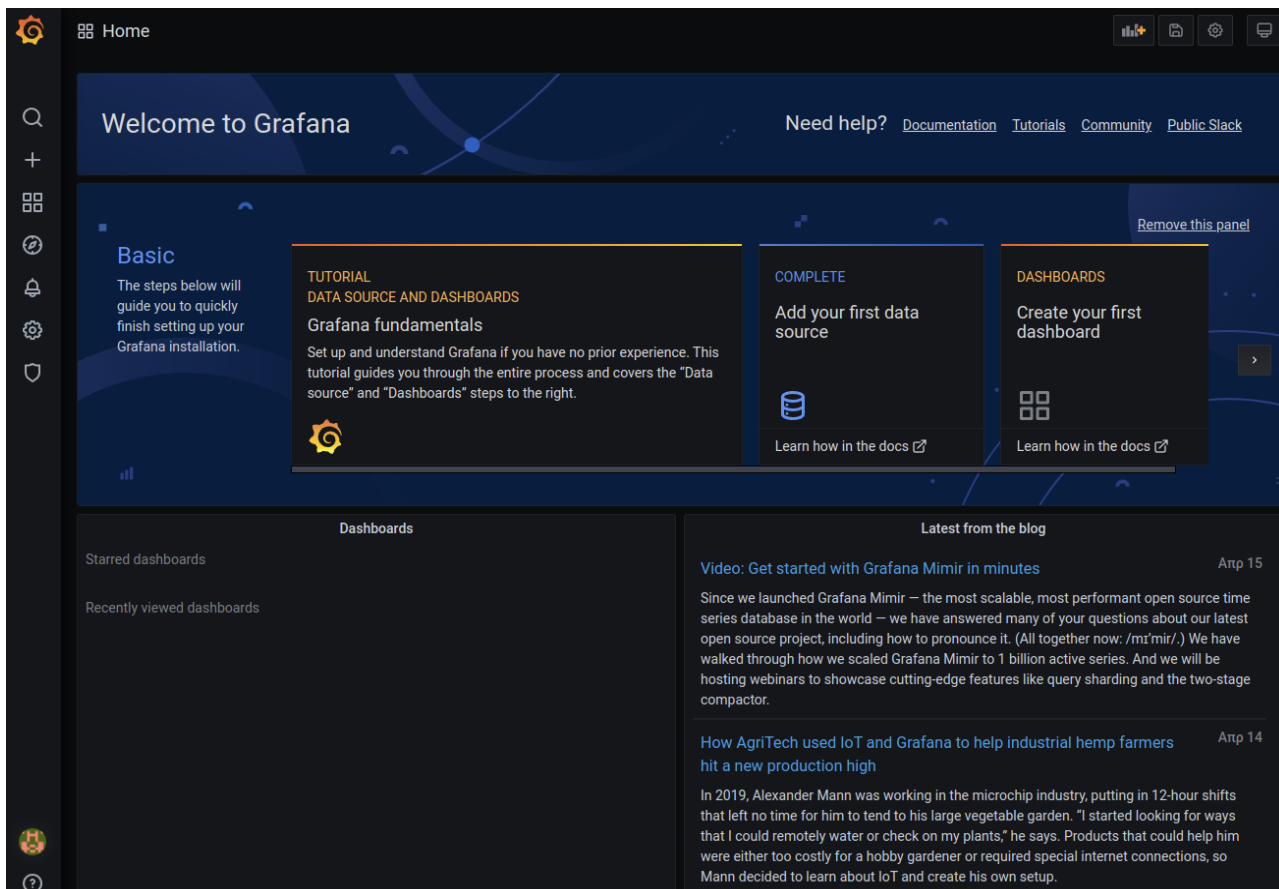 Home
Welcome to Grafana
Need help? Documentation Tutorials Community Public Slack
Remove this panel
Basic
The steps below will
guide you to quickly
finish setting up your
Grafana installation.
TUTORIAL
DATA SOURCE AND DASHBOARDS
Grafana fundamentals
Set up and understand Grafana if you have no prior experience. This
tutorial guides you through the entire process and covers the “Data
source” and “Dashboards” steps to the right.
COMPLETE
Add your first data
source
Learn how in the docs
DASHBOARDS
Create your first
dashboard
Learn how in the docs
Dashboards
Starred dashboards
Recently viewed dashboards
Latest from the blog
Video: Get started with Grafana Mimir in minutes
Απρ 15
Since we launched Grafana Mimir — the most scalable, most performant open source time
series database in the world — we have answered many of your questions about our latest
open source project, including how to pronounce it. (All together now: /mɪ’mir/.) We have
walked through how we scaled Grafana Mimir to 1 billion active series. And we will be
hosting webinars to showcase cutting-edge features like query sharding and the two-stage
compactor.
How AgriTech used IoT and Grafana to help industrial hemp farmers
hit a new production high
Απρ 14
In 2019, Alexander Mann was working in the microchip industry, putting in 12-hour shifts
that left no time for him to tend to his large vegetable garden. “I started looking for ways
that I could remotely water or check on my plants,” he says. Products that could help him
were either too costly for a hobby gardener or required special internet connections, so
Mann decided to learn about IoT and create his own setup.